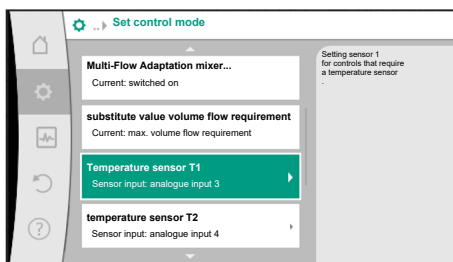 .. Set control mode
Multi-Flow Adaptation mixer...
Current: switched on
substitute value volume flow requirement
Current: max. volume flow requirement
Temperature sensor T1
Sensor input: analogue input 3
temperature sensor T2
Sensor input: analogue input 4
Setting sensor 1
for controls that require
a temperature sensor
.
?